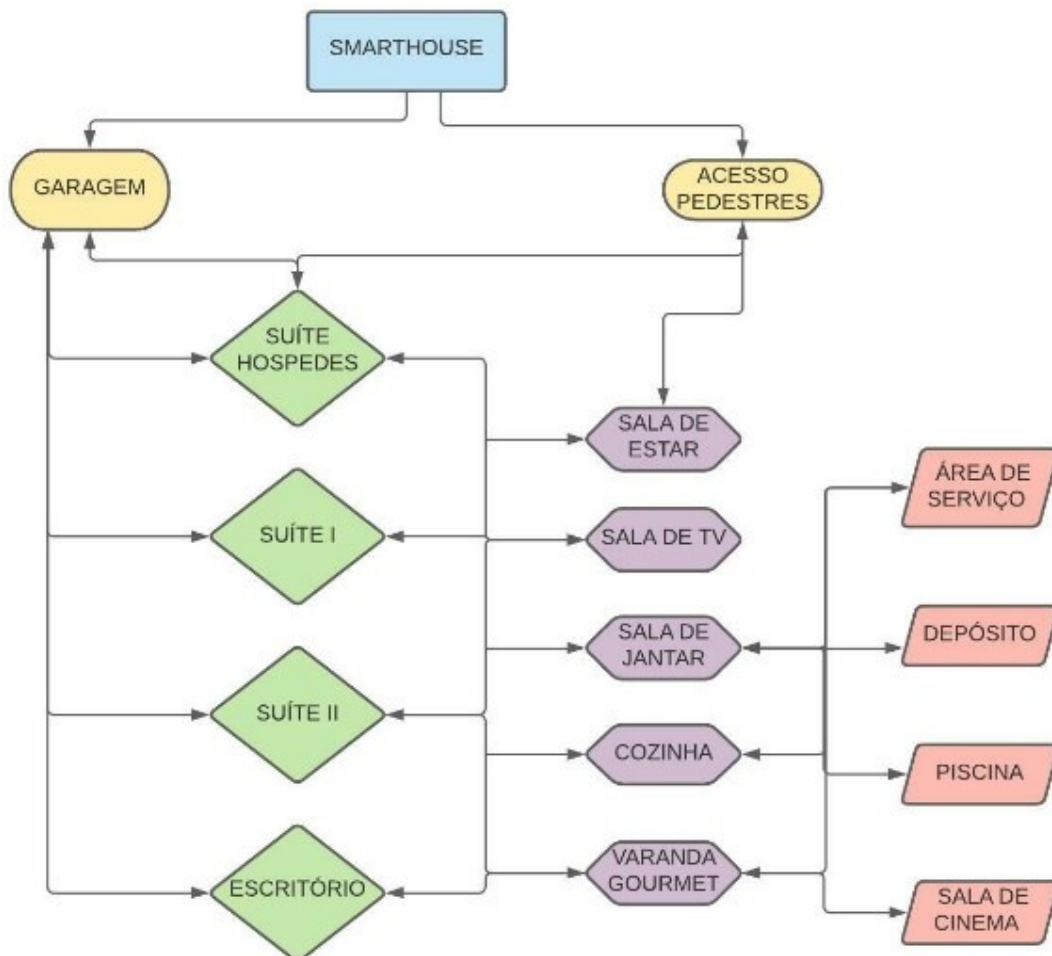 SMARTHOUSE
GARAGEM
ACESSO
PEDESTRES
SUÍTE
HOSPEDES
SALA DE
ESTAR
ÁREA DE
SERVIÇO
SUÍTE I
SALA DE TV
SALA DE
JANTAR
DEPÓSITO
SUÍTE II
COZINHA
PISCINA
ESCRITÓRIO
VARANDA
GOURMET
SALA DE
CINEMA